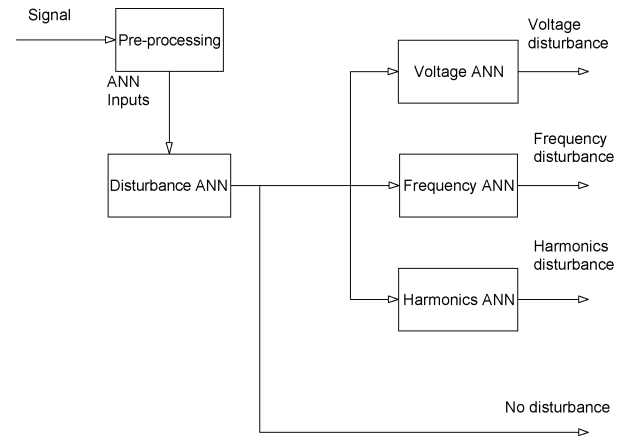 Signal
Pre-processing
ANN
Inputs
Disturbance ANN
Voltage ANN
Voltage
disturbance
Frequency ANN
Frequency
disturbance
Harmonics ANN
Harmonics
disturbance
No disturbance